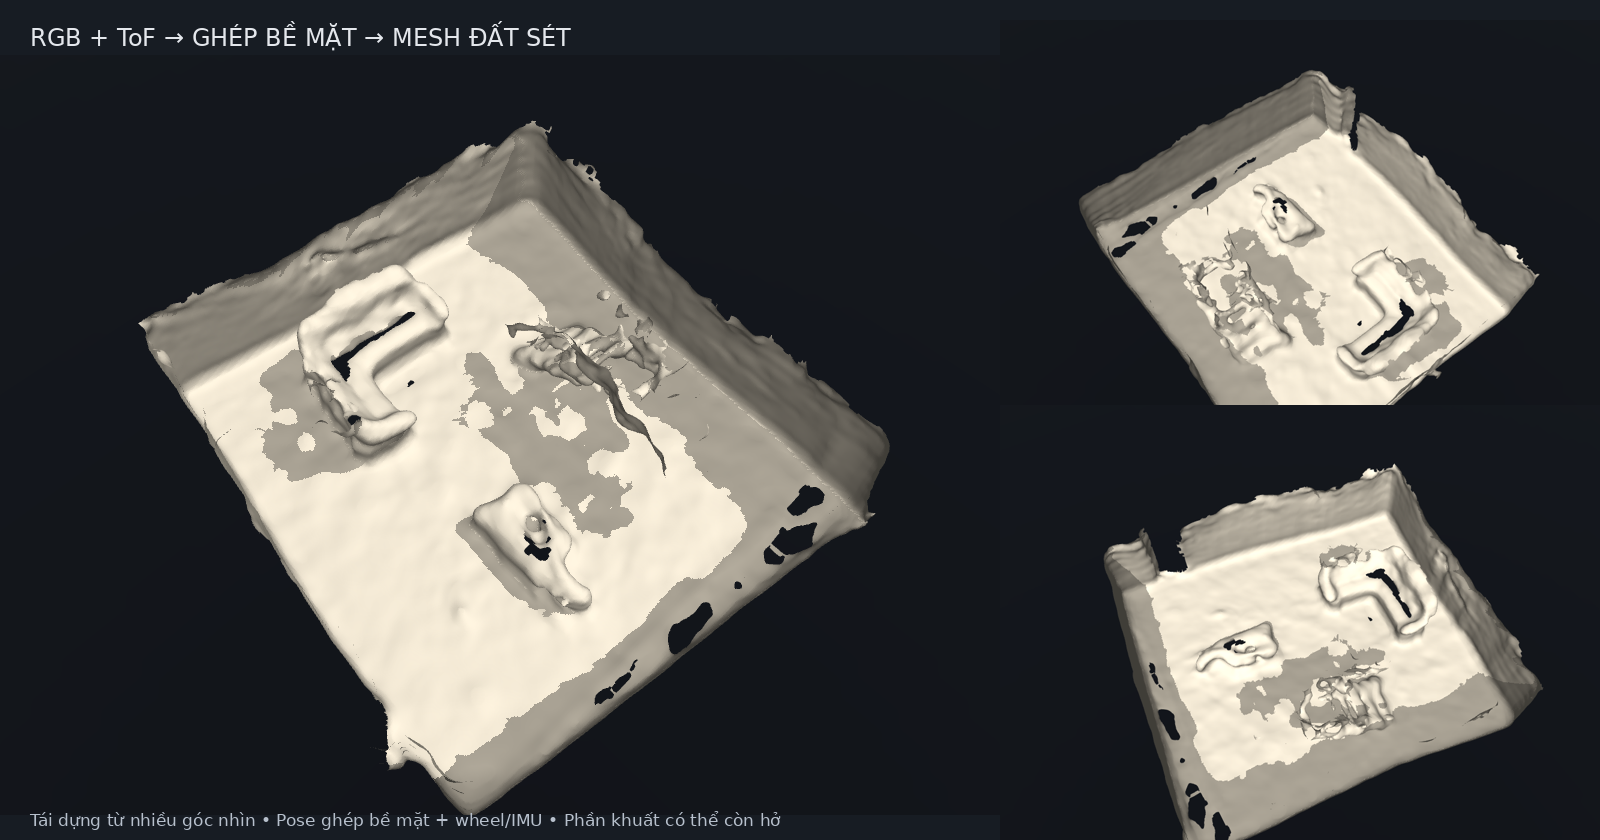 RGB + ToF → GHÉP BỀ MẶT → MESH ĐẤT SÉT
Tái dựng từ nhiều góc nhìn • Pose ghép bề mặt + wheel/IMU • Phần khuất có thể còn hở